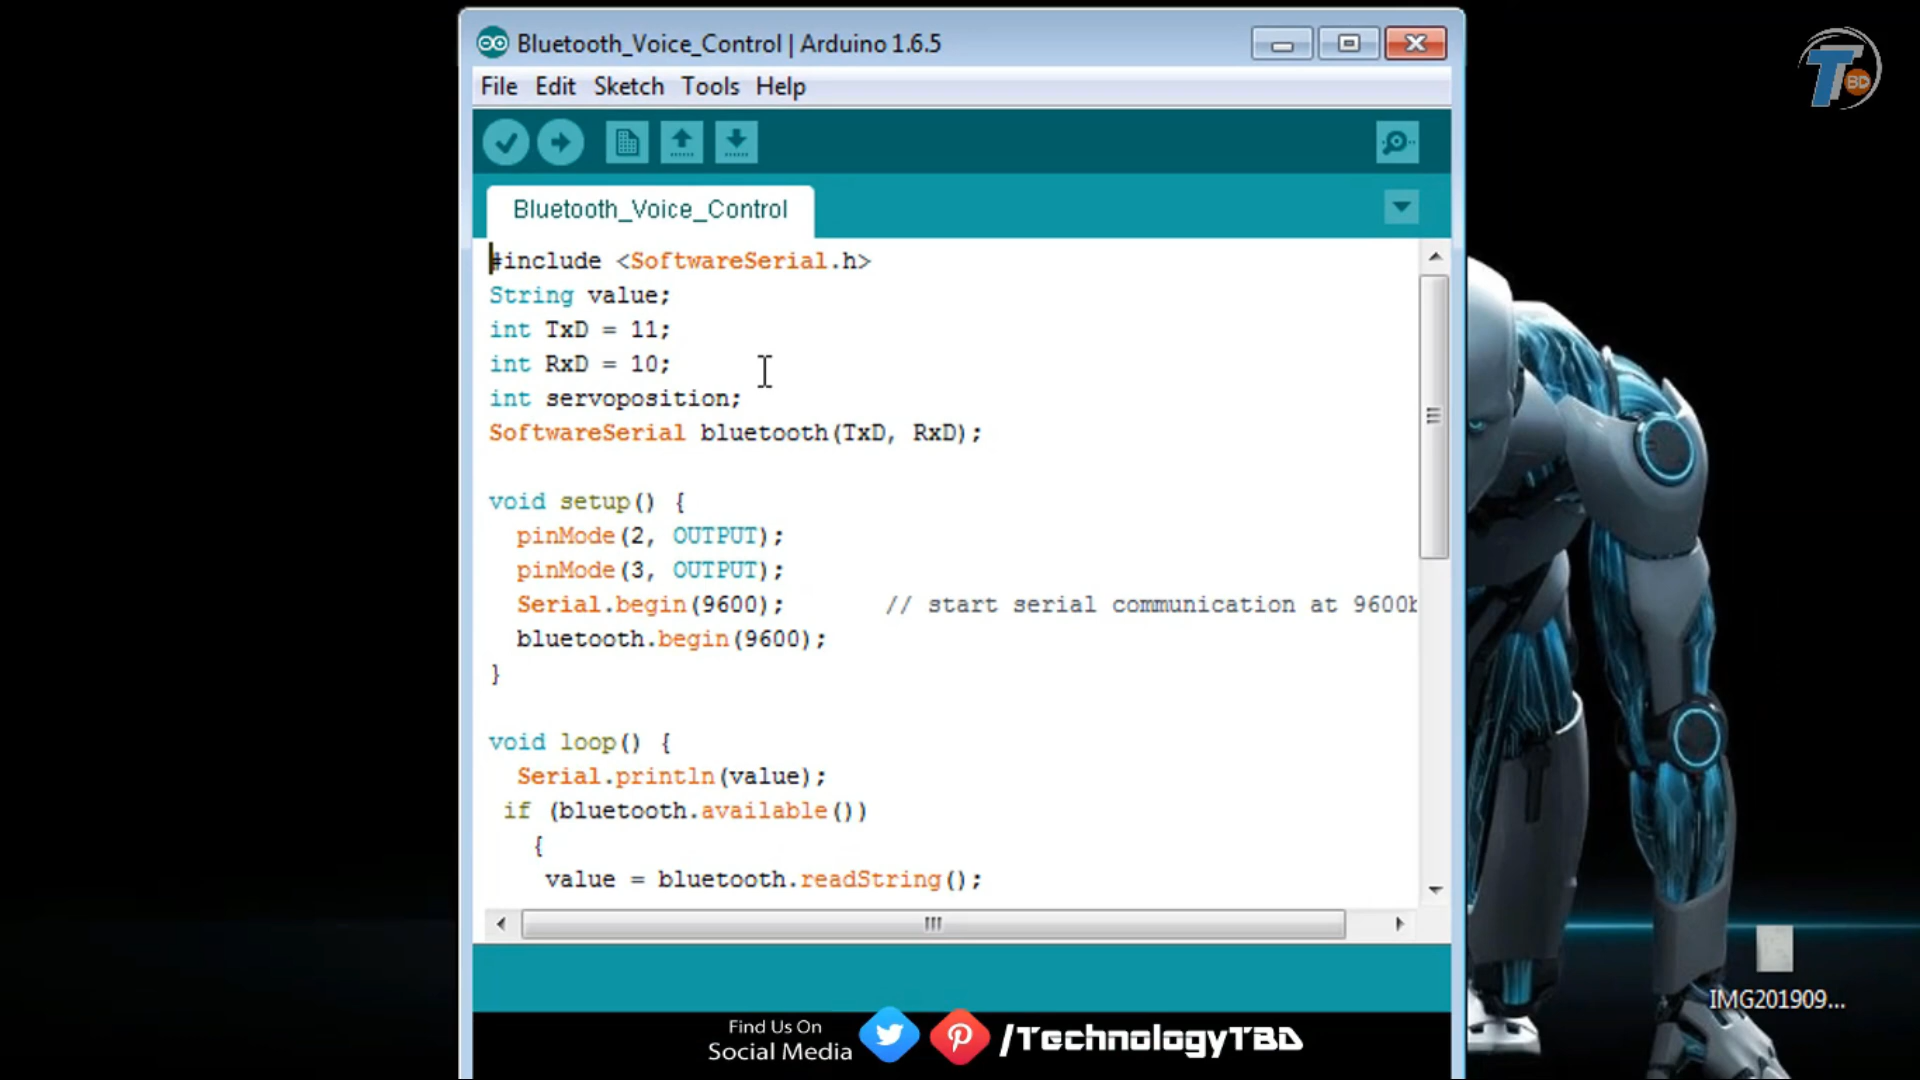 Bluetooth_Voice_Control | Arduino 1.6.5
File Edit Sketch Tools Help
Bluetooth_Voice_Control
#include <SoftwareSerial.h>
String value;
int TxD = 11;
int RxD = 10;
int servoposition;
SoftwareSerial bluetooth(TxD, RxD);
void setup() {
pinMode(2, OUTPUT);
pinMode(3, OUTPUT);
Serial.begin(9600); // start serial communication at 9600b
bluetooth.begin(9600);
}
void loop() {
Serial.println(value);
if (bluetooth.available())
{
value = bluetooth.readString();
T BD
IMG201909...
Find Us On
Social Media
/TechnologyTBD